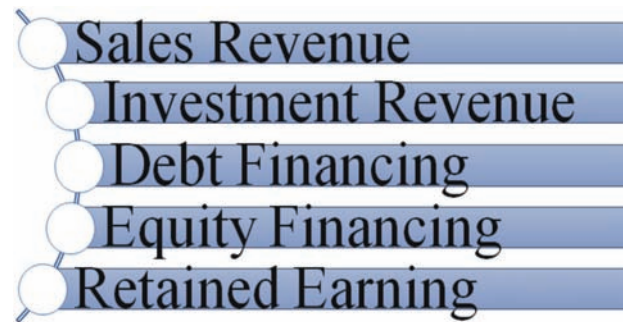 Sales Revenue
Investment Revenue
Debt Financing
Equity Financing
Retained Earning